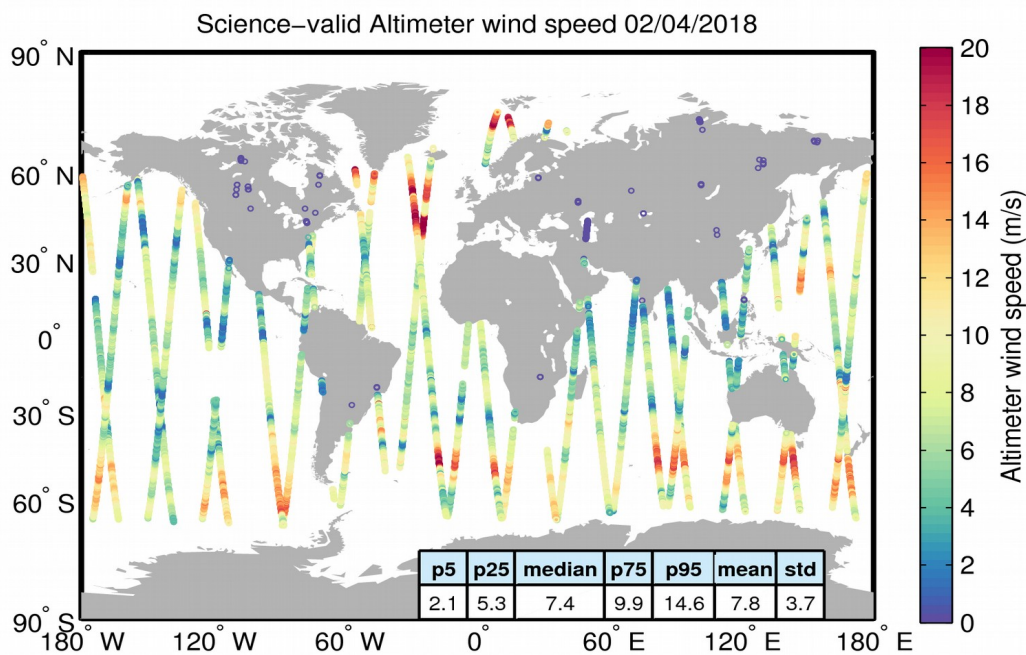 Science−valid Altimeter wind speed 02/04/2018
90° N
60° N
30° N
0°
30° S
60° S
90° S
180° W
120° W
60° W
0°
60° E
120° E
180° E
p5 p25 median p75 p95 mean std
2.1 5.3 7.4 9.9 14.6 7.8 3.7
20
18
16
14
12
10
8
6
4
2
0
Altimeter wind speed (m/s)